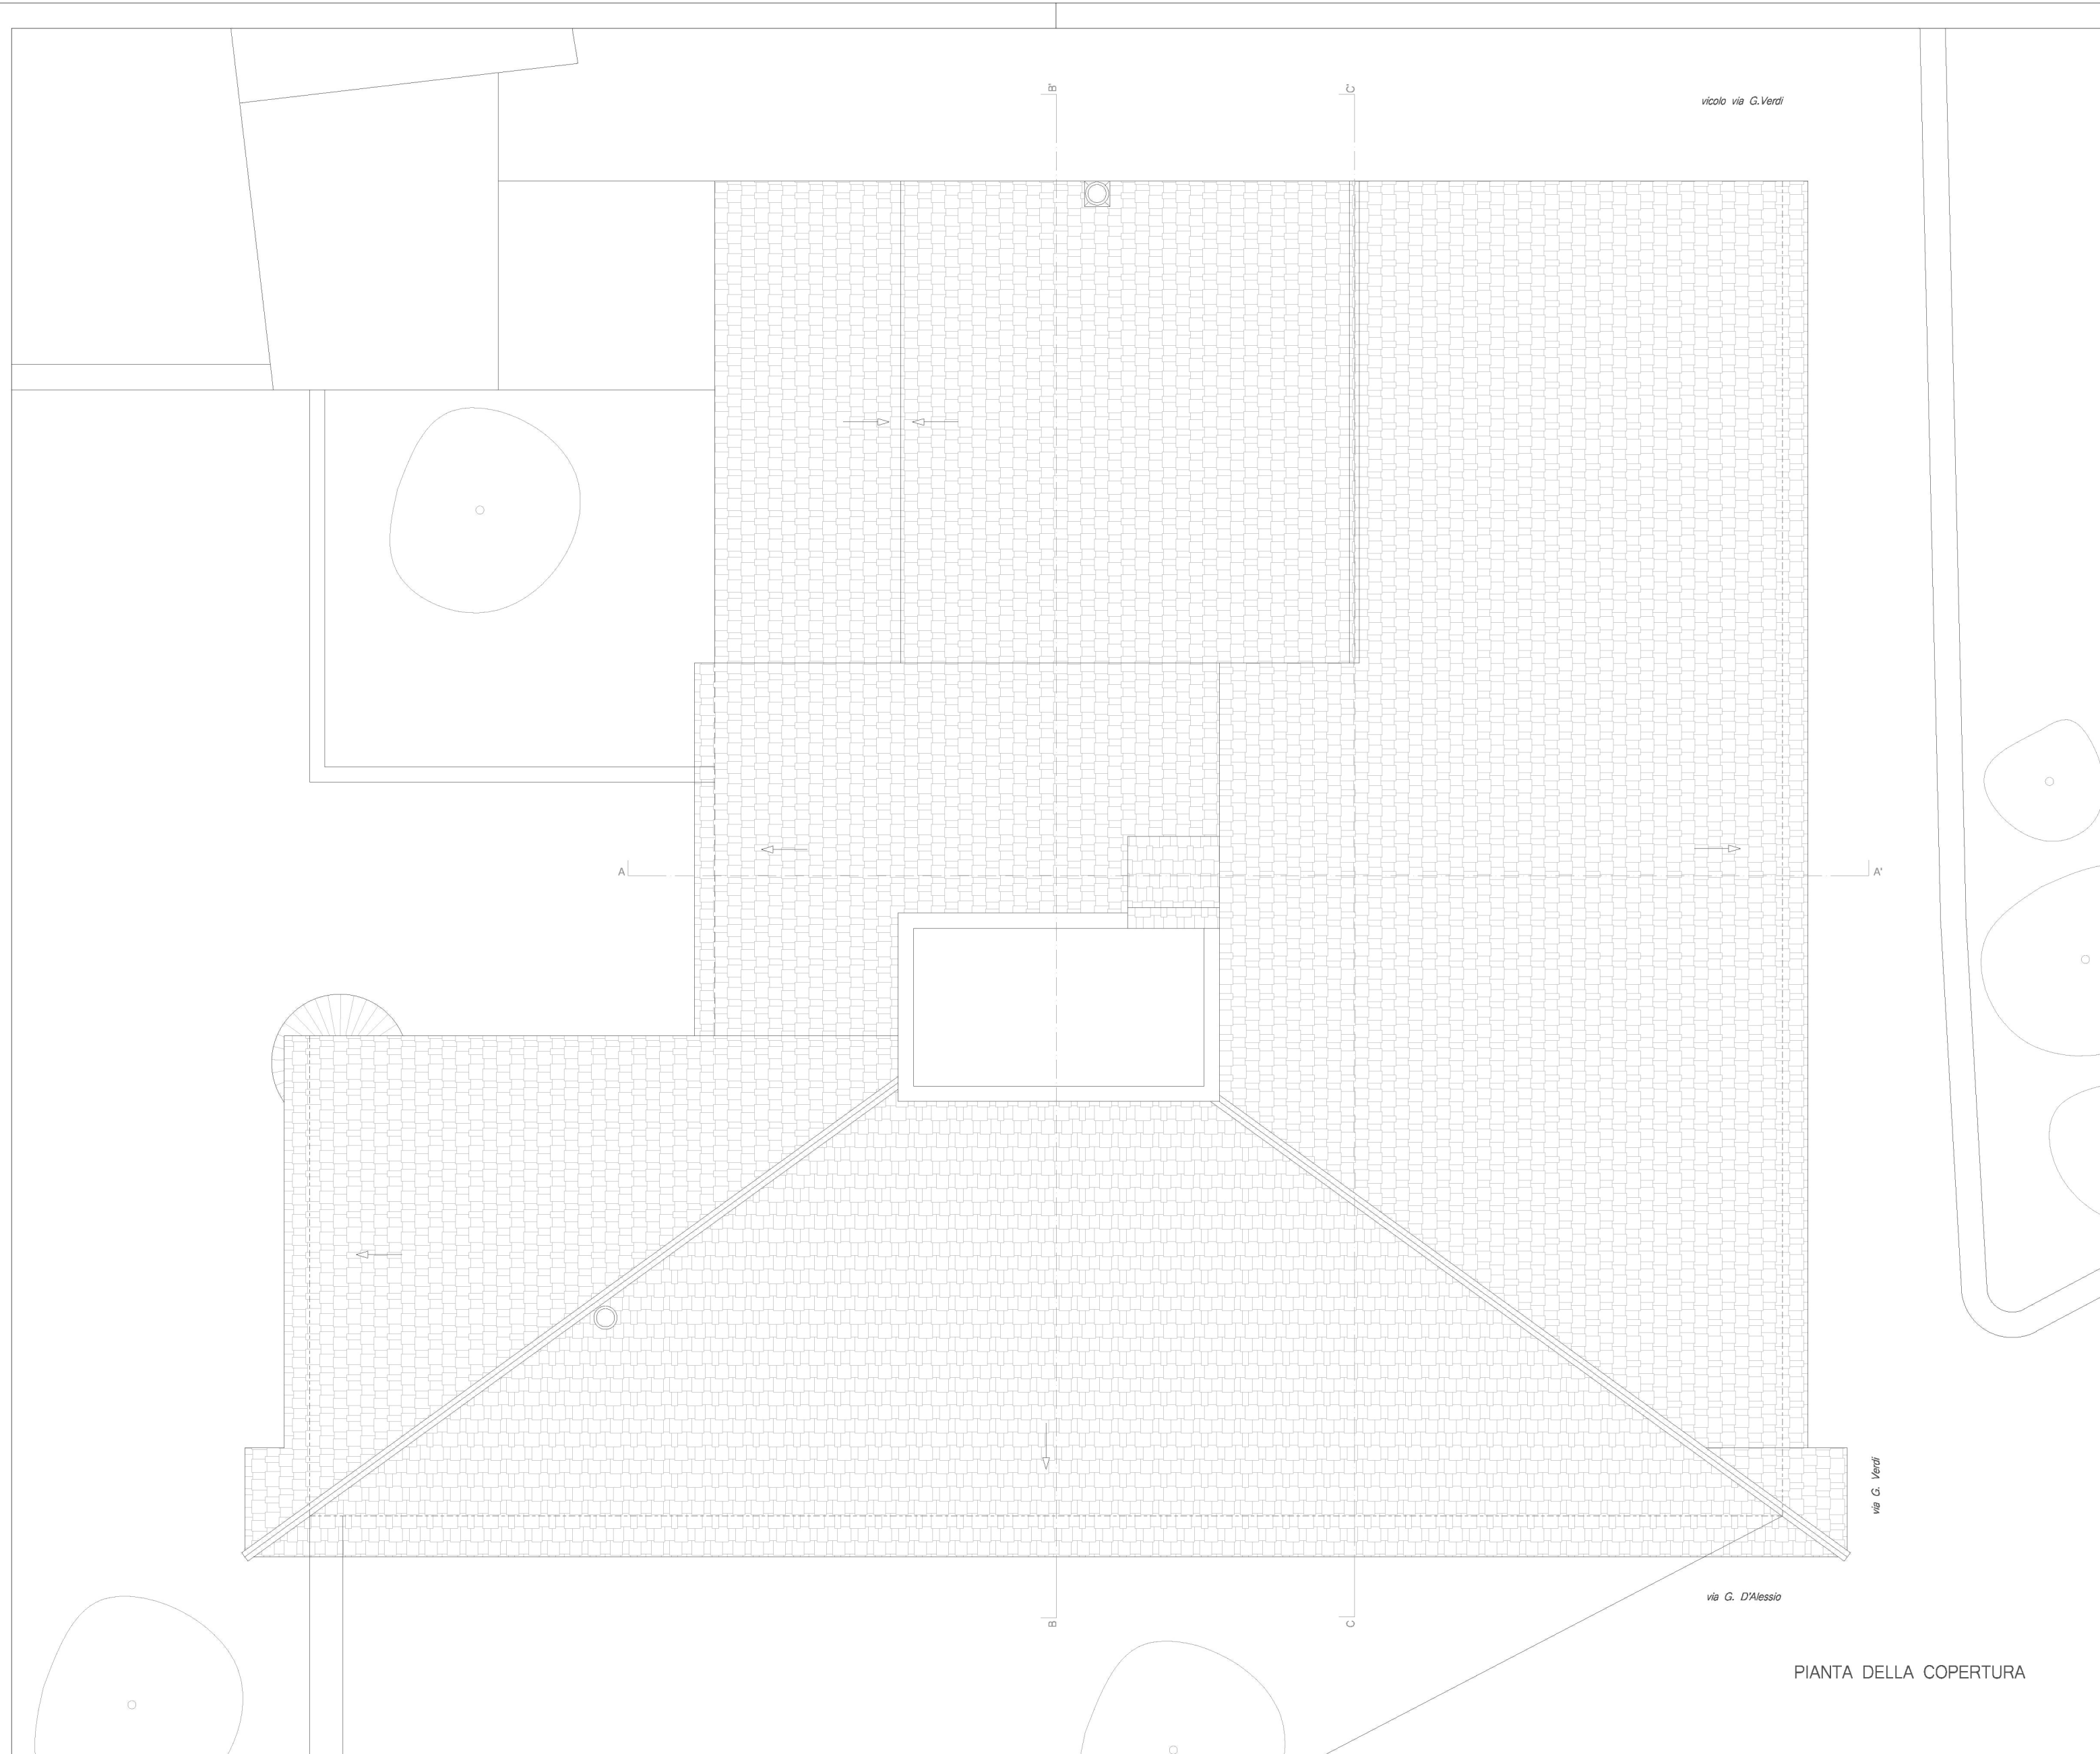 B'
C'
vicolo via G.Verdi
A
A'
via G. Verdi
via G. D'Alessio
B
C
PIANTA DELLA COPERTURA